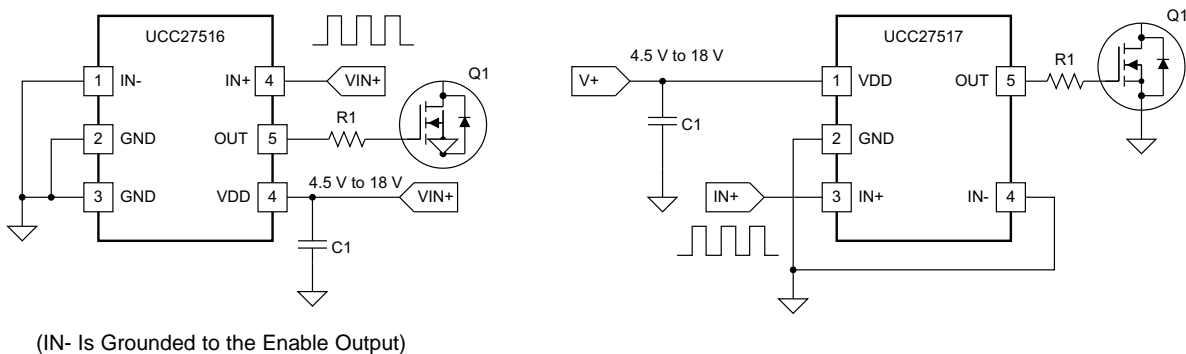 UCC27516
1 IN- IN+ 4 VIN+
Q1
2 GND OUT 5 R1
4.5 V to 18 V
3 GND VDD 4 VIN+
C1
(IN- Is Grounded to the Enable Output)
UCC27517
Q1
4.5 V to 18 V
V+ 1 VDD OUT 5 R1
C1
2 GND
IN+ 3 IN+ IN- 4